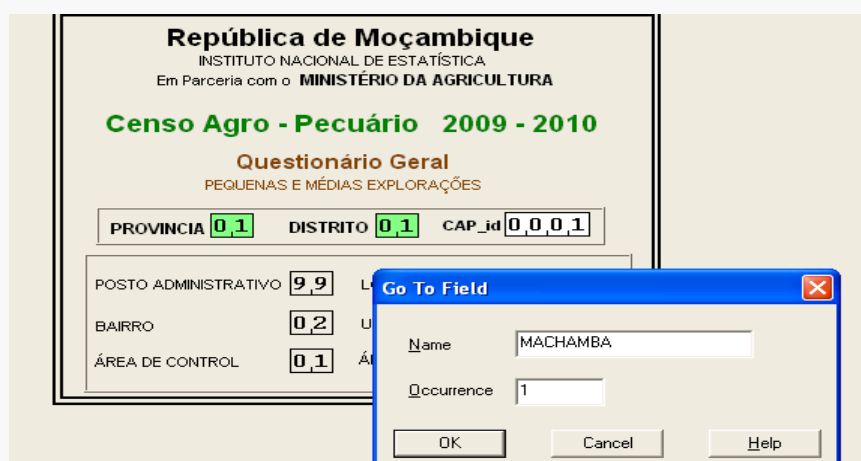 República de Moçambique
INSTITUTO NACIONAL DE ESTATÍSTICA
Em Parceria com o MINISTÉRIO DA AGRICULTURA
Censo Agro - Pecuário 2009 - 2010
Questionário Geral
PEQUENAS E MÉDIAS EXPLORAÇÕES
PROVINCIA 0,1 DISTRITO 0,1 CAP_id 0,0,0,1
POSTO ADMINISTRATIVO 9,9
BAIRRO 0,2
ÁREA DE CONTROL 0,1
Go To Field
Name MACHAMBA
Occurrence 1
OK Cancel Help